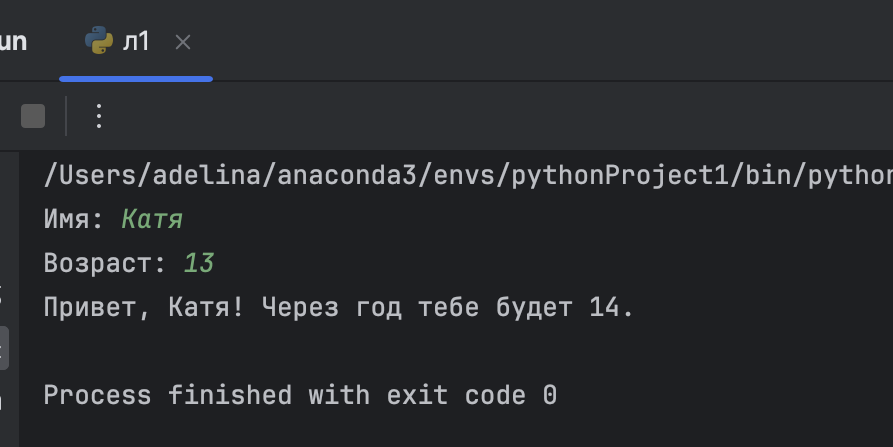 un
л1
/Users/adelina/anaconda3/envs/pythonProject1/bin/python
Имя: Катя
Возраст: 13
Привет, Катя! Через год тебе будет 14.
Process finished with exit code 0